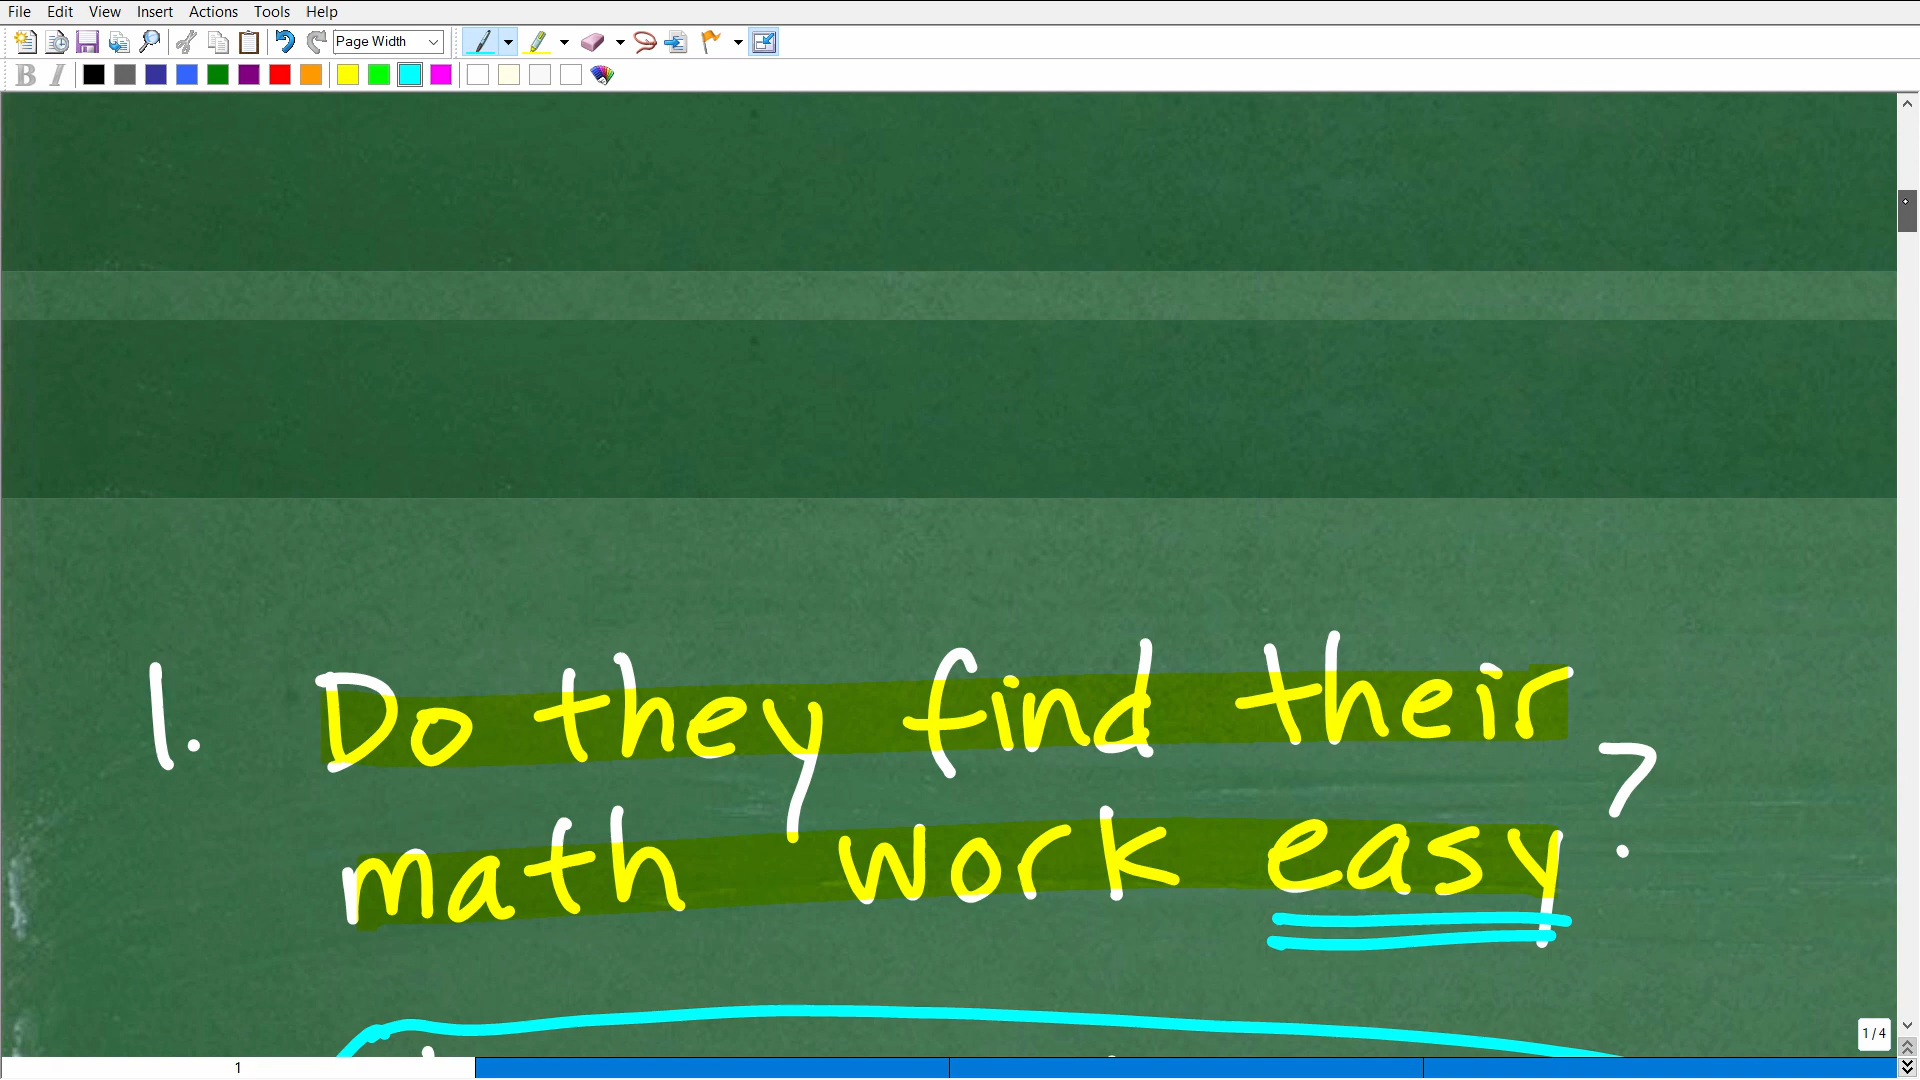 File Edit View Insert Actions Tools Help
Page Width
B I
1. Do they find their
math work easy?
1 / 4
1